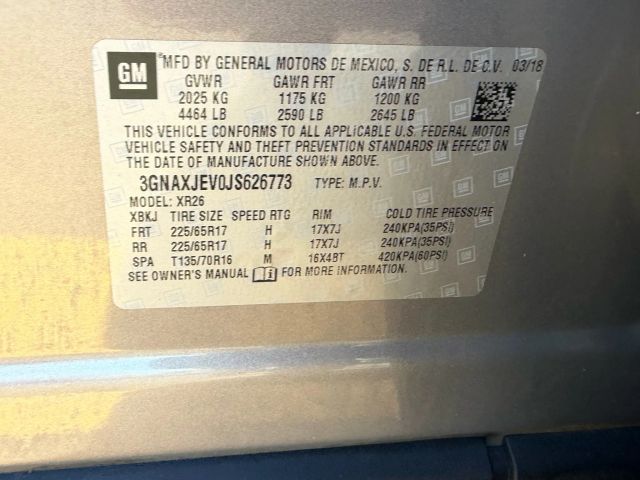 GM
MFD BY GENERAL MOTORS DE MEXICO, S. DE R.L. DE C.V. 03/18
GVWR GAWR FRT GAWR RR
2025 KG 1175 KG 1200 KG
4464 LB 2590 LB 2645 LB
THIS VEHICLE CONFORMS TO ALL APPLICABLE U.S. FEDERAL MOTOR
VEHICLE SAFETY AND THEFT PREVENTION STANDARDS IN EFFECT ON
THE DATE OF MANUFACTURE SHOWN ABOVE.
3GNAXJEV0JS626773 TYPE: M.P.V.
MODEL: XR26
XBKJ TIRE SIZE SPEED RTG RIM COLD TIRE PRESSURE
FRT 225/65R17 H 17X7J 240KPA(35PSI)
RR 225/65R17 H 17X7J 240KPA(35PSI)
SPA T135/70R16 M 16X4BT 420KPA(60PSI)
SEE OWNER'S MANUAL FOR MORE INFORMATION.